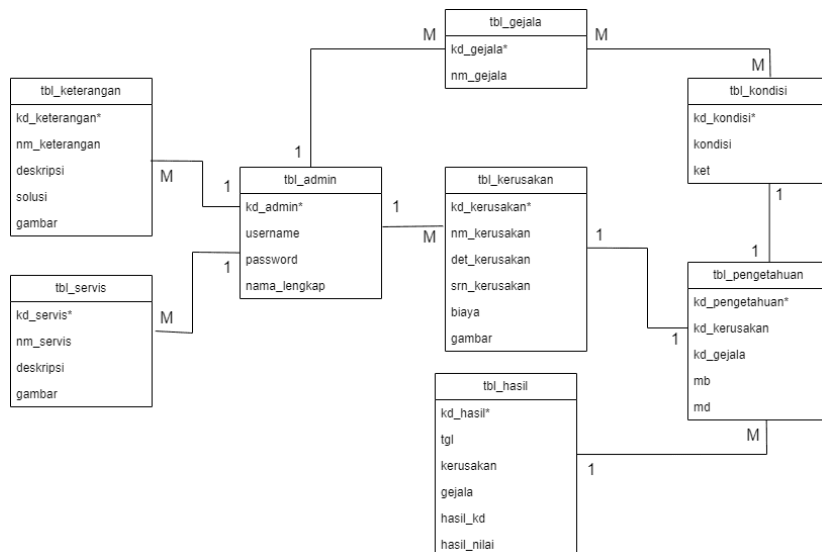 tbl_gejala
kd_gejala*
nm_gejala
M
M
tbl_keterangan
kd_keterangan*
nm_keterangan
deskripsi
solusi
gambar
M
1
1
tbl_admin
kd_admin*
username
password
nama_lengkap
1
M
1
M
tbl_servis
kd_servis*
nm_servis
deskripsi
gambar
tbl_kerusakan
kd_kerusakan*
nm_kerusakan
det_kerusakan
srn_kerusakan
biaya
gambar
1
1
M
tbl_kondisi
kd_kondisi*
kondisi
ket
1
1
tbl_pengetahuan
kd_pengetahuan*
kd_kerusakan
kd_gejala
mb
md
M
1
tbl_hasil
kd_hasil*
tgl
kerusakan
gejala
hasil_kd
hasil_nilai